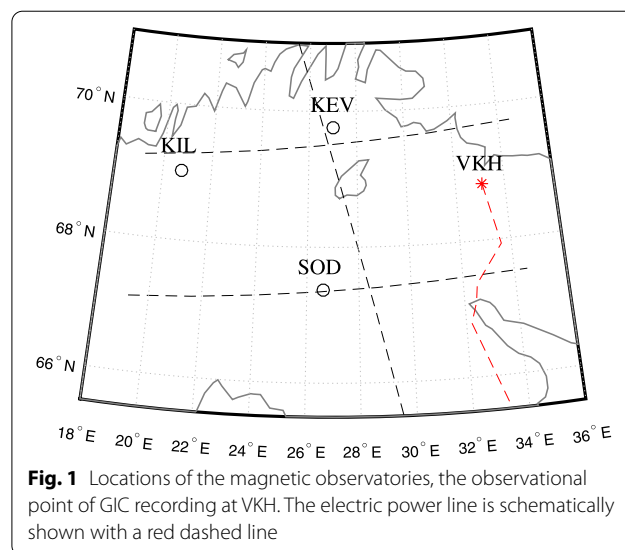 70°N
KEV
KIL
VKH
68°N
SOD
66°N
18°E 20°E 22°E 24°E 26°E 28°E 30°E 32°E 34°E 36°E
Fig. 1 Locations of the magnetic observatories, the observational
point of GIC recording at VKH. The electric power line is schematically
shown with a red dashed line